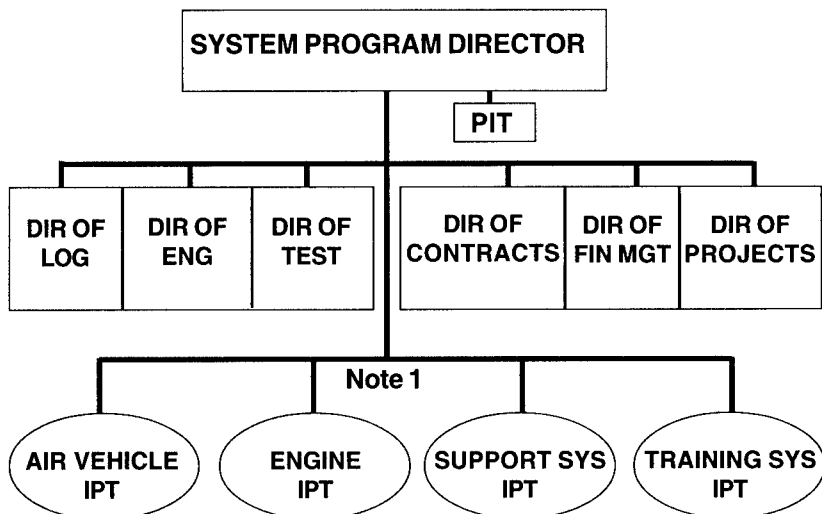 SYSTEM PROGRAM DIRECTOR
PIT
DIR OF
LOG
DIR OF
ENG
DIR OF
TEST
DIR OF
CONTRACTS
DIR OF
FIN MGT
DIR OF
PROJECTS
Note 1
AIR VEHICLE
IPT
ENGINE
IPT
SUPPORT SYS
IPT
TRAINING SYS
IPT